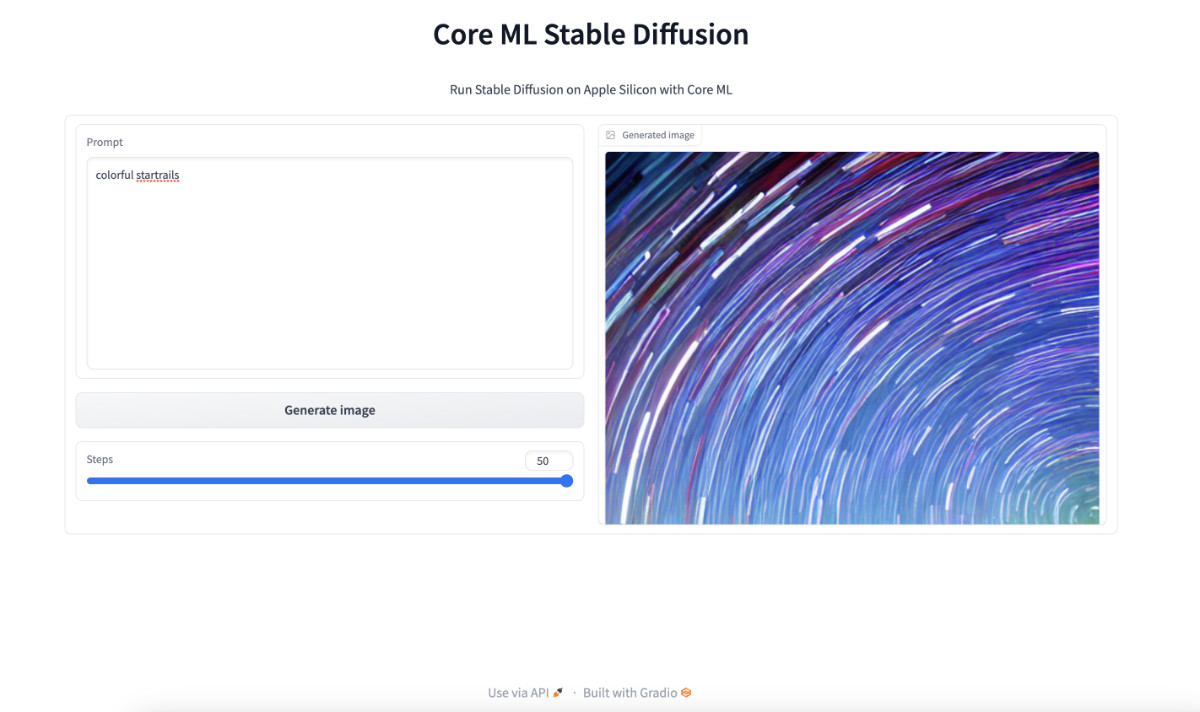 Core ML Stable Diffusion
Run Stable Diffusion on Apple Silicon with Core ML
Prompt
colorful startrails
Generate image
Steps
50
Generated image
Use via API · Built with Gradio